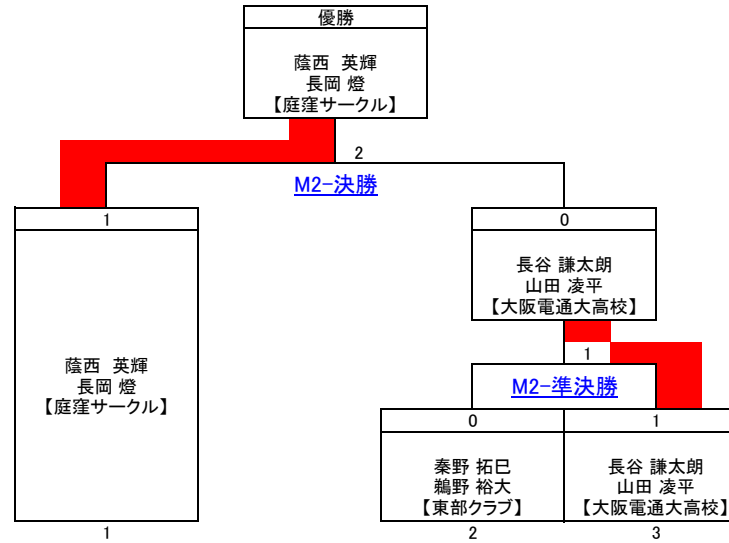 優勝
蔭西　英輝
長岡 燈
【庭窪サークル】
2
M2-決勝
1
蔭西　英輝
長岡 燈
【庭窪サークル】
1
0
長谷 謙太朗
山田 凌平
【大阪電通大高校】
1
M2-準決勝
0
秦野 拓巳
鵜野 裕大
【東部クラブ】
2
1
長谷 謙太朗
山田 凌平
【大阪電通大高校】
3